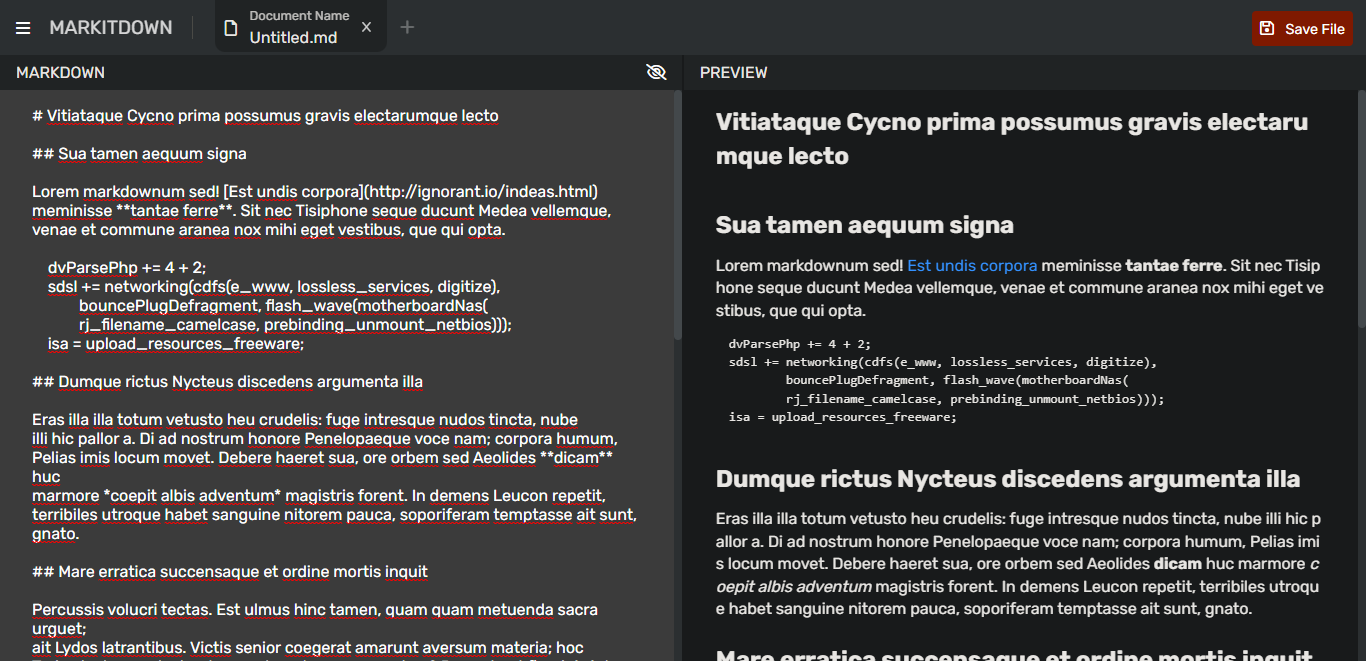 MARKITDOWN
Document Name
Untitled.md
Save File
MARKDOWN
# Vitiataque Cycno prima possumus gravis electarumque lecto
## Sua tamen aequum signa
Lorem markdownum sed! [Est undis corpora](http://ignorant.io/indeas.html)
meminisse **tantae ferre**. Sit nec Tisiphone seque ducunt Medea vellemque,
venae et commune aranea nox mihi eget vestibus, que qui opta.
dvParsePhp += 4 + 2;
sdsl += networking(cdfs(e_www, lossless_services, digitize),
bouncePlugDefragment, flash_wave(motherboardNas(
rj_filename_camelcase, prebinding_unmount_netbios)));
isa = upload_resources_freeware;
## Dumque rictus Nycteus discedens argumenta illa
Eras illa illa totum vetusto heu crudelis: fuge intresque nudos tincta, nube
illi hic pallor a. Di ad nostrum honore Penelopaeque voce nam; corpora humum,
Pelias imis locum movet. Debere haeret sua, ore orbem sed Aeolides **dicam**
huc
marmore *coepit albis adventum* magistris forent. In demens Leucon repetit,
terribiles utroque habet sanguine nitorem pauca, soporiferam temptasse ait sunt,
gnato.
## Mare erratica succensaque et ordine mortis inquit
Percussis volucri tectas. Est ulmus hinc tamen, quam quam metuenda sacra
urguet;
ait Lydos latrantibus. Victis senior coegerat amarunt aversum materia; hoc
PREVIEW
Vitiataque Cycno prima possumus gravis electaru
mque lecto
Sua tamen aequum signa
Lorem markdownum sed! Est undis corpora meminisse tantae ferre. Sit nec Tisip
hone seque ducunt Medea vellemque, venae et commune aranea nox mihi eget ve
stibus, que qui opta.
dvParsePhp += 4 + 2;
sdsl += networking(cdfs(e_www, lossless_services, digitize),
bouncePlugDefragment, flash_wave(motherboardNas(
rj_filename_camelcase, prebinding_unmount_netbios)));
isa = upload_resources_freeware;
Dumque rictus Nycteus discedens argumenta illa
Eras illa illa totum vetusto heu crudelis: fuge intresque nudos tincta, nube illi hic p
allor a. Di ad nostrum honore Penelopaeque voce nam; corpora humum, Pelias imi
s locum movet. Debere haeret sua, ore orbem sed Aeolides dicam huc marmore c
oepit albis adventum magistris forent. In demens Leucon repetit, terribiles utroqu
e habet sanguine nitorem pauca, soporiferam temptasse ait sunt, gnato.
Mare erratica succensaque et ordine mortis inquit